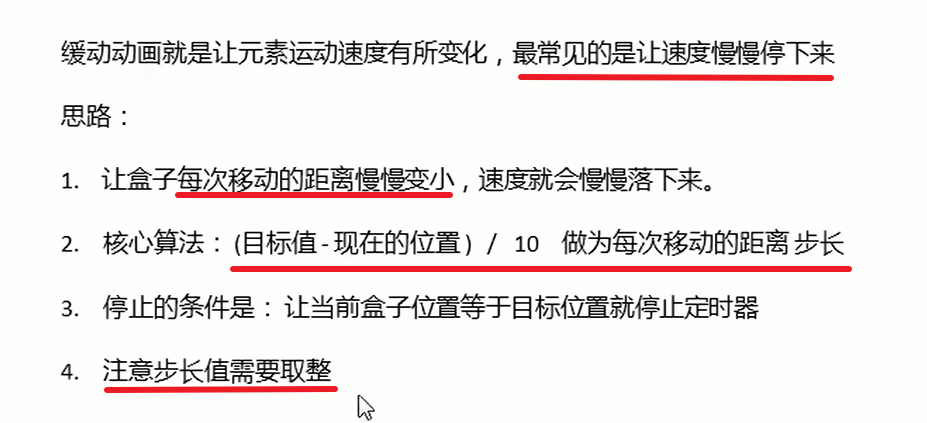 缓动动画就是让元素运动速度有所变化，最常见的是让速度慢慢停下来
思路：
1. 让盒子每次移动的距离慢慢变小，速度就会慢慢落下来。
2. 核心算法：(目标值 - 现在的位置) / 10 做为每次移动的距离 步长
3. 停止的条件是： 让当前盒子位置等于目标位置就停止定时器
4. 注意步长值需要取整